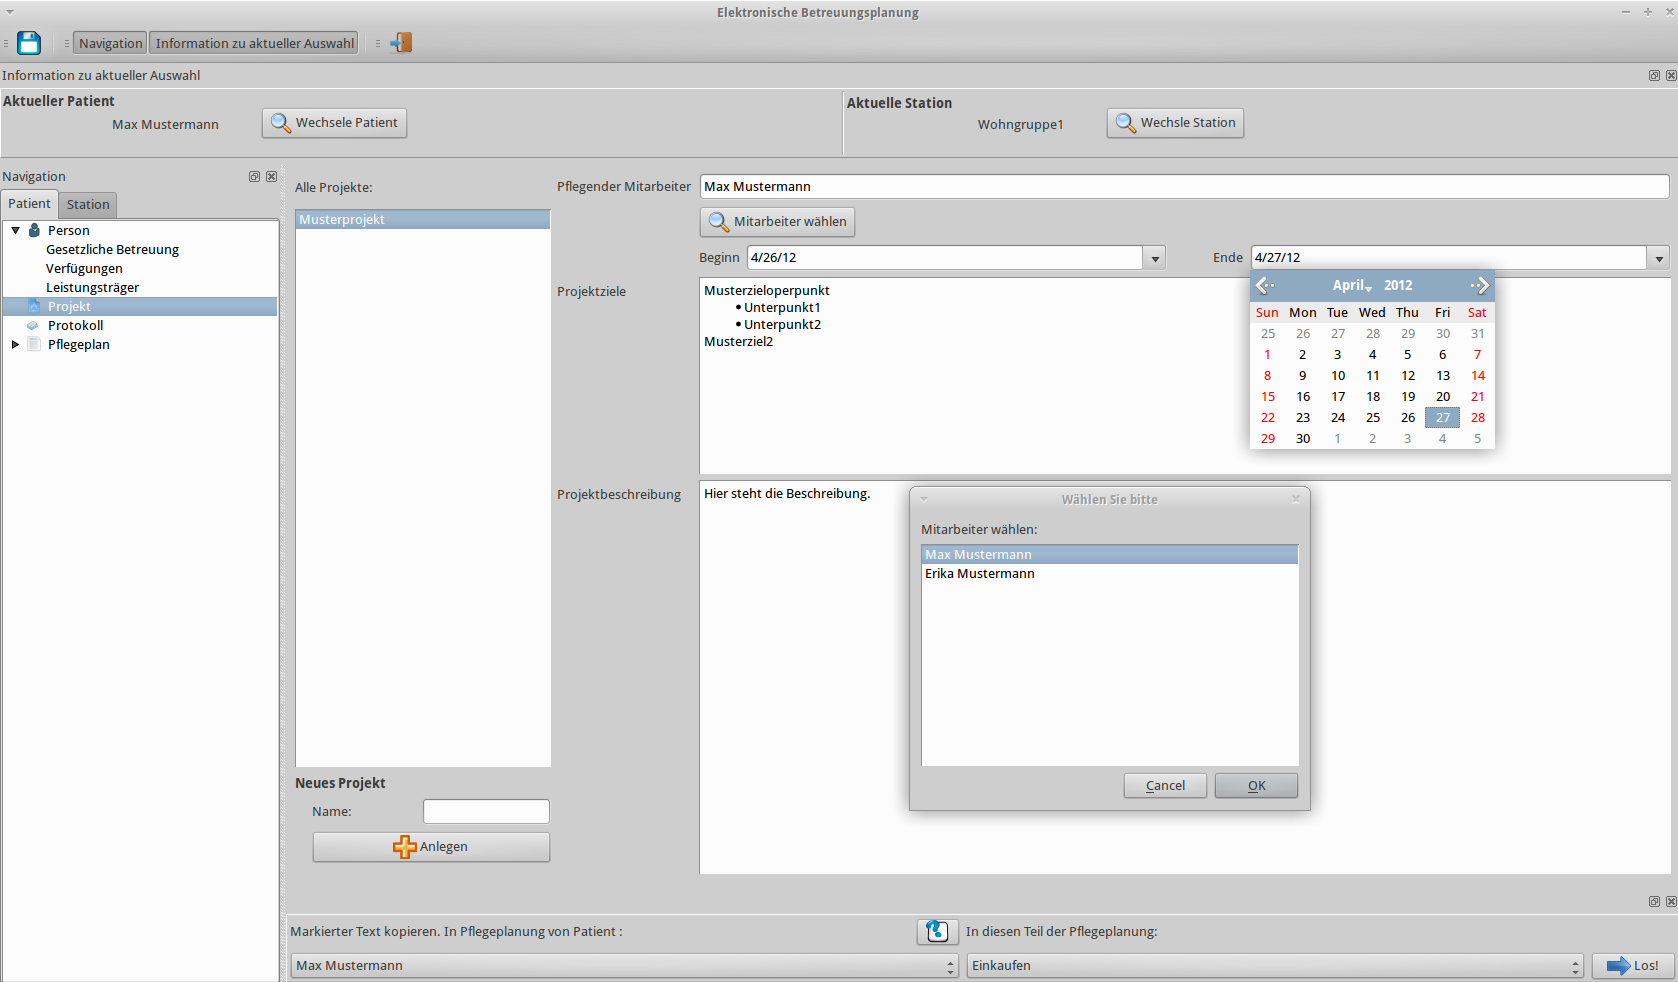 Elektronische Betreuungsplanung
Navigation Information zu aktueller Auswahl
Information zu aktueller Auswahl
Aktueller Patient
Max Mustermann Wechsele Patient
Aktuelle Station
Wohngruppe1 Wechsle Station
Navigation
Patient Station
Person
Gesetzliche Betreuung
Verfügungen
Leistungsträger
Projekt
Protokoll
Pflegeplan
Alle Projekte:
Musterprojekt
Neues Projekt
Name:
Anlegen
Pflegender Mitarbeiter Max Mustermann
Mitarbeiter wählen
Beginn 4/26/12 Ende 4/27/12
April 2012
Sun Mon Tue Wed Thu Fri Sat
25 26 27 28 29 30 31
1 2 3 4 5 6 7
8 9 10 11 12 13 14
15 16 17 18 19 20 21
22 23 24 25 26 27 28
29 30 1 2 3 4 5
Projektziele
Musterzieloperpunkt
• Unterpunkt1
• Unterpunkt2
Musterziel2
Projektbeschreibung Hier steht die Beschreibung.
Wählen Sie bitte
Mitarbeiter wählen:
Max Mustermann
Erika Mustermann
Cancel OK
Markierter Text kopieren. In Pflegeplanung von Patient : In diesen Teil der Pflegeplanung:
Max Mustermann Einkaufen Los!